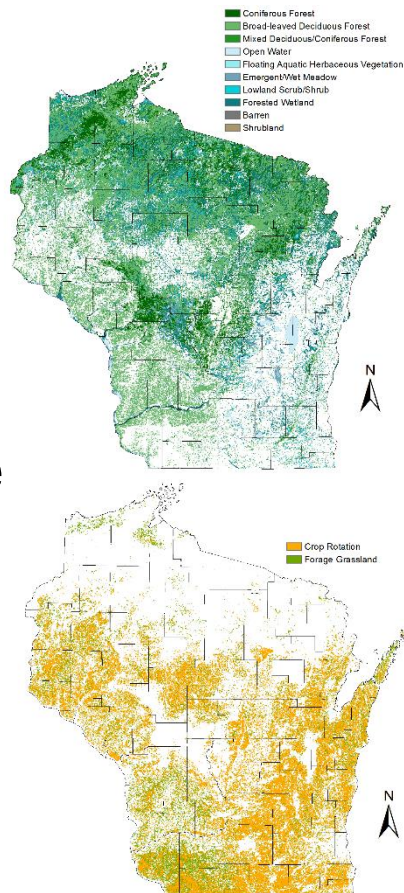 Coniferous Forest
Broad-leaved Deciduous Forest
Mixed Deciduous/Coniferous Forest
Open Water
Floating Aquatic Herbaceous Vegetation
Emergent/Wet Meadow
Lowland Scrub/Shrub
Forested Wetland
Barren
Shrubland
N
e
Crop Rotation
Forage Grassland
N